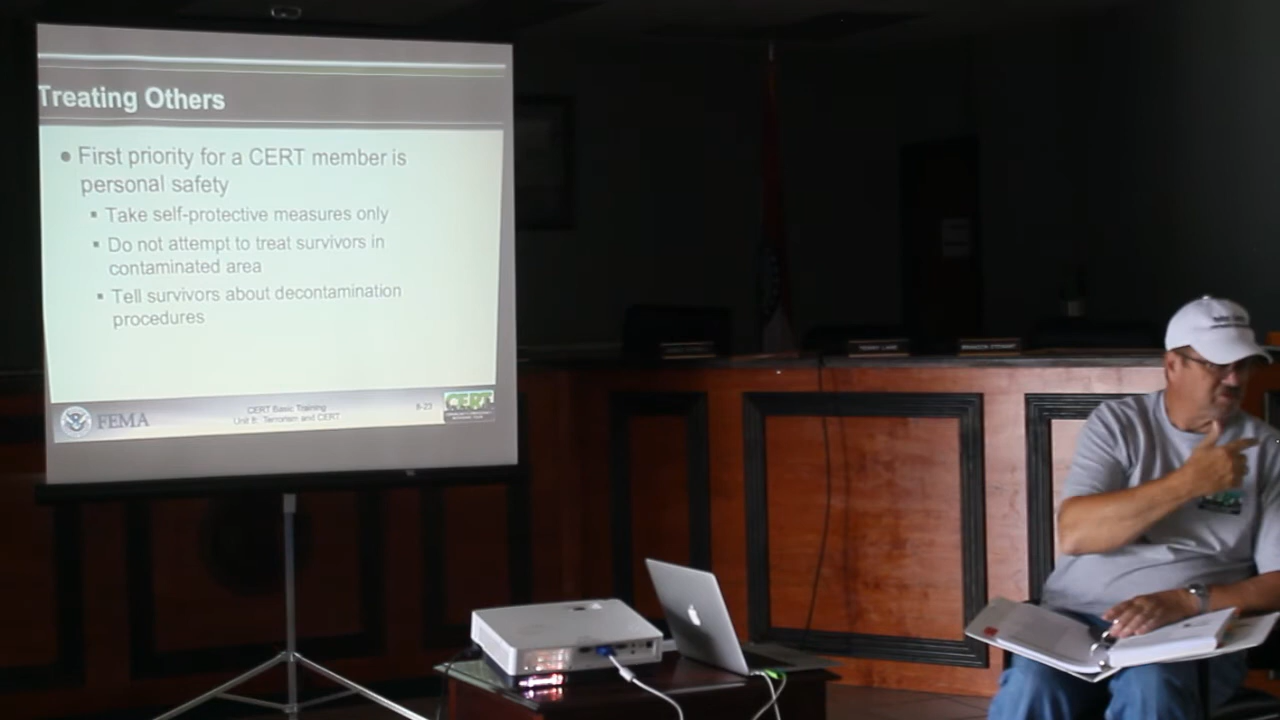 Treating Others
● First priority for a CERT member is
personal safety
▪ Take self-protective measures only
▪ Do not attempt to treat survivors in
contaminated area
▪ Tell survivors about decontamination
procedures
FEMA
CERT Basic Training
Unit 8: Terrorism and CERT
8-23
CERT